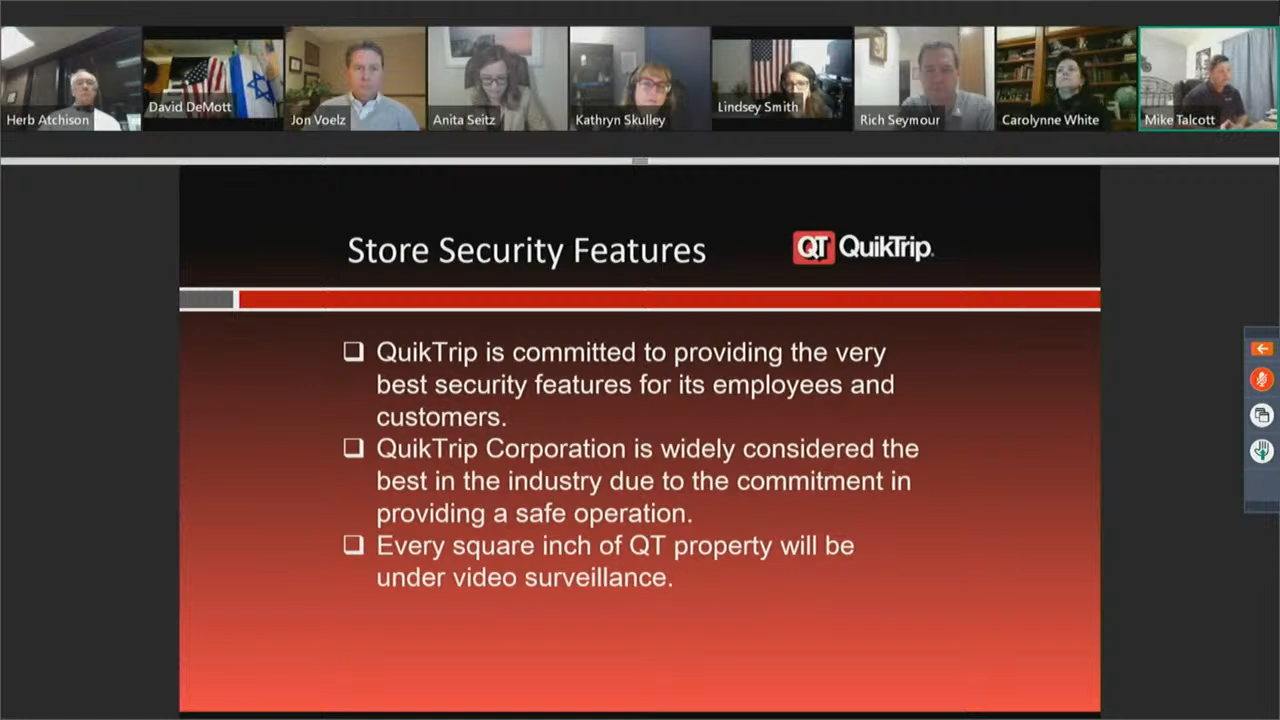 Herb Atchison
David DeMott
Jon Voelz
Anita Seitz
Kathryn Skulley
Lindsey Smith
Rich Seymour
Carolynne White
Mike Talcott
Store Security Features
QT QuikTrip.
❑ QuikTrip is committed to providing the very
best security features for its employees and
customers.
❑ QuikTrip Corporation is widely considered the
best in the industry due to the commitment in
providing a safe operation.
❑ Every square inch of QT property will be
under video surveillance.